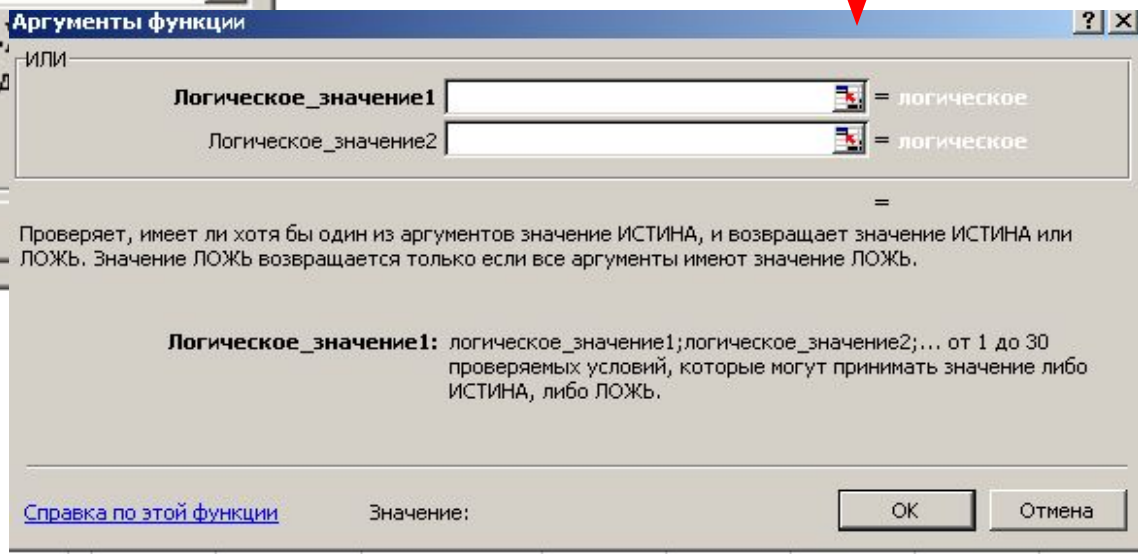 Аргументы функции
ИЛИ
Логическое_значение1 = логическое
Логическое_значение2 = логическое
=
Проверяет, имеет ли хотя бы один из аргументов значение ИСТИНА, и возвращает значение ИСТИНА или
ЛОЖЬ. Значение ЛОЖЬ возвращается только если все аргументы имеют значение ЛОЖЬ.
Логическое_значение1: логическое_значение1;логическое_значение2;... от 1 до 30
проверяемых условий, которые могут принимать значение либо
ИСТИНА, либо ЛОЖЬ.
Справка по этой функции Значение: ОК Отмена